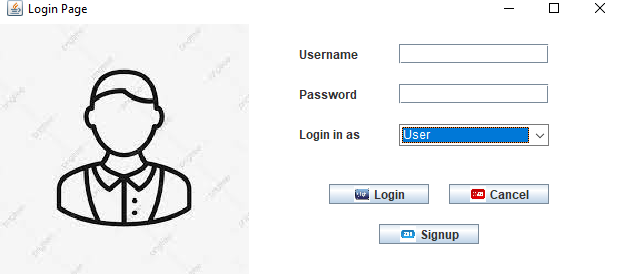 Login Page
Username
Password
Login in as
User
Login
Cancel
Signup